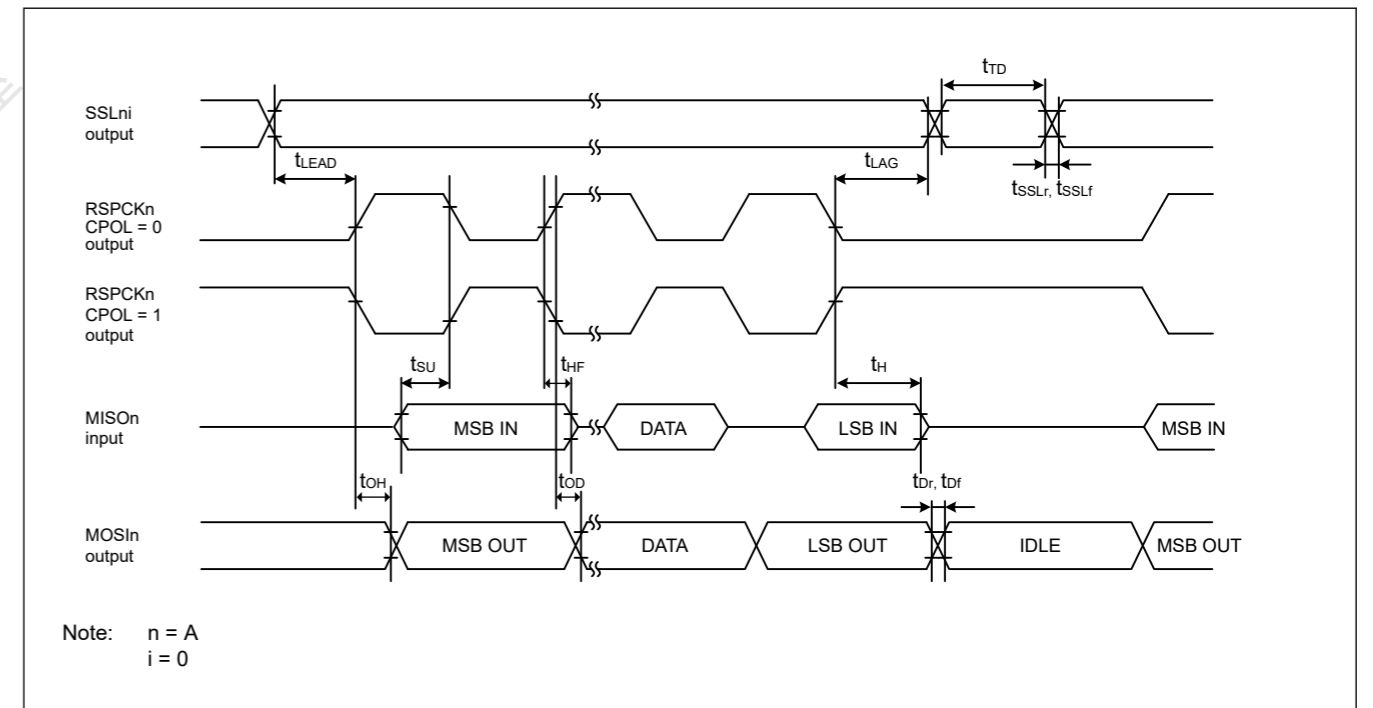 tTD
SSLni
output
tLEAD
tLAG
tSSLr, tSSLf
RSPCKn
CPOL = 0
output
RSPCKn
CPOL = 1
output
tSU
tHF
tH
MISOn
input
MSB IN
DATA
LSB IN
MSB IN
tOH
tOD
tDr, tDf
MOSIn
output
MSB OUT
DATA
LSB OUT
IDLE
MSB OUT
Note: n = A
i = 0